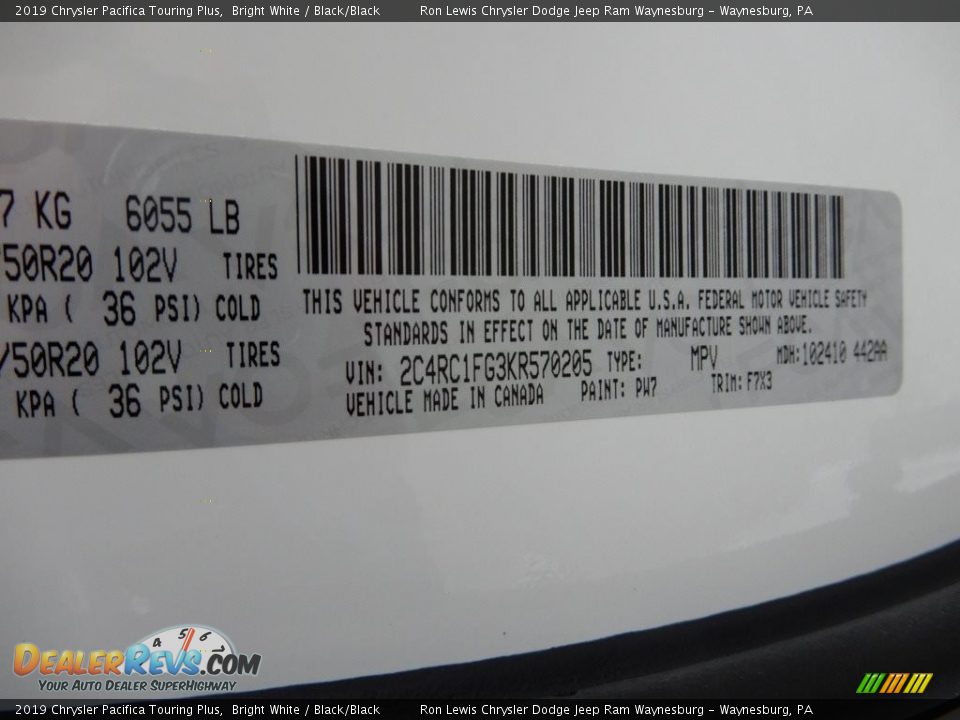 2019 Chrysler Pacifica Touring Plus, Bright White / Black/Black Ron Lewis Chrysler Dodge Jeep Ram Waynesburg - Waynesburg, PA
7 KG 6055 LB
/50R20 102V TIRES
KPA ( 36 PSI) COLD
/50R20 102V TIRES
KPA ( 36 PSI) COLD
THIS VEHICLE CONFORMS TO ALL APPLICABLE U.S.A. FEDERAL MOTOR VEHICLE SAFETY
STANDARDS IN EFFECT ON THE DATE OF MANUFACTURE SHOWN ABOVE.
VIN: 2C4RC1FG3KR570205 TYPE: MPV MDH:102410 442AA
VEHICLE MADE IN CANADA PAINT: PW7 TRIM: F7X3
4 5 6 7
DEALERREVS.COM
YOUR AUTO DEALER SUPERHIGHWAY
2019 Chrysler Pacifica Touring Plus, Bright White / Black/Black Ron Lewis Chrysler Dodge Jeep Ram Waynesburg - Waynesburg, PA